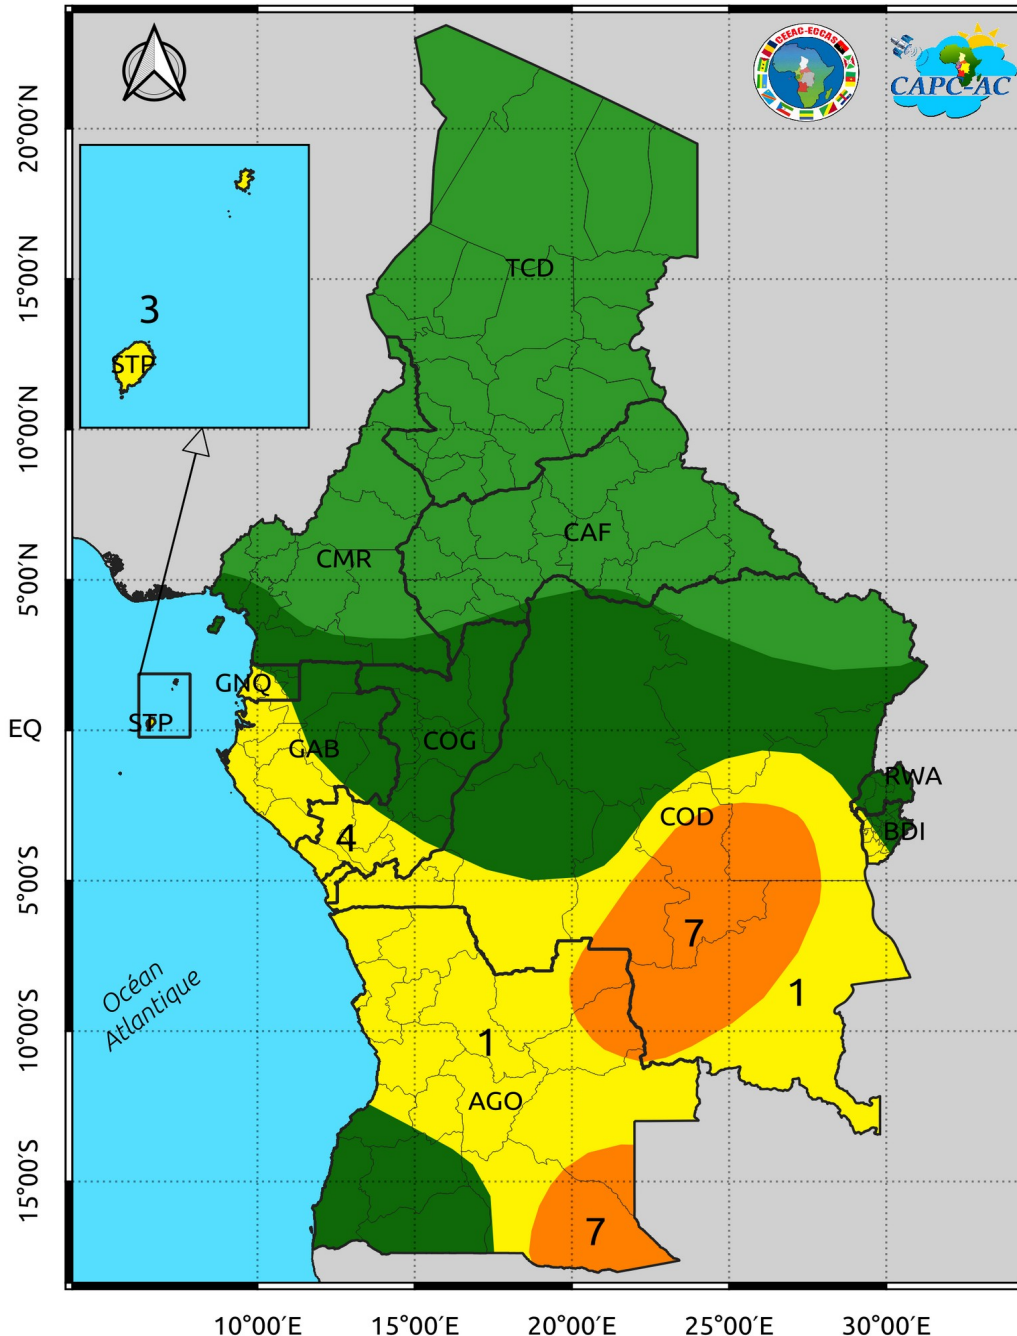 CEEAC-ECCAS
CAPC-AC
20°00′N
15°00′N
10°00′N
5°00′N
EQ
5°00′S
10°00′S
15°00′S
3
STP
TCD
CAF
CMR
GNQ
STP
GAB
COG
RWA
COD
BDI
4
7
1
1
AGO
7
Océan
Atlantique
10°00′E
15°00′E
20°00′E
25°00′E
30°00′E